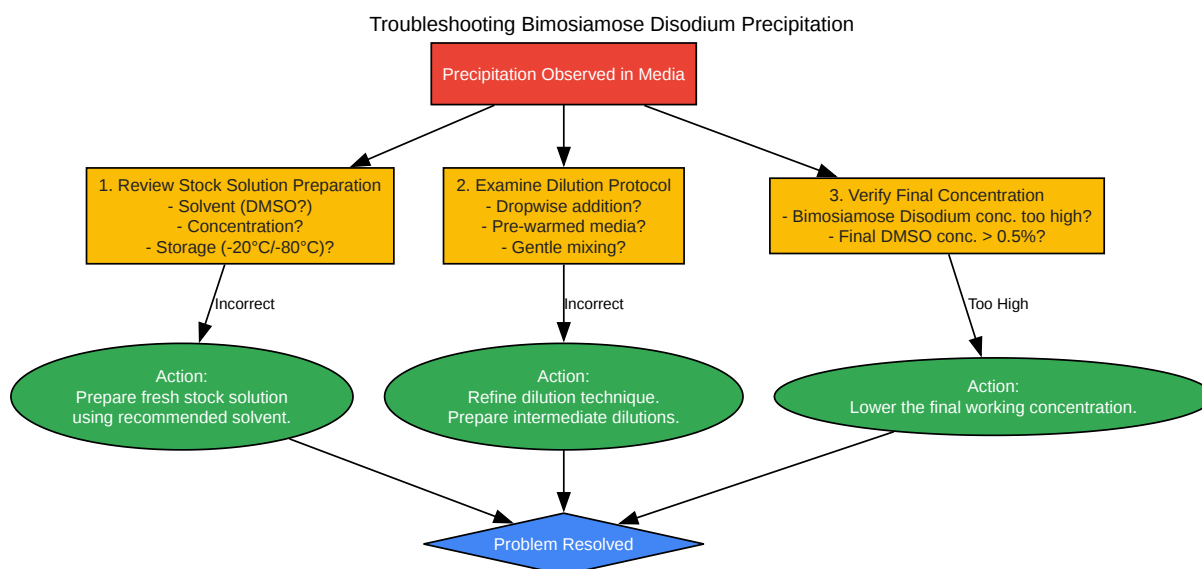 Troubleshooting Bimosiamose Disodium Precipitation
Precipitation Observed in Media
1. Review Stock Solution Preparation
- Solvent (DMSO?)
- Concentration?
- Storage (-20°C/-80°C)?
2. Examine Dilution Protocol
- Dropwise addition?
- Pre-warmed media?
- Gentle mixing?
3. Verify Final Concentration
- Bimosiamose Disodium conc. too high?
- Final DMSO conc. > 0.5%?
Incorrect
Incorrect
Too High
Action:
Prepare fresh stock solution
using recommended solvent.
Action:
Refine dilution technique.
Prepare intermediate dilutions.
Action:
Lower the final working concentration.
Problem Resolved